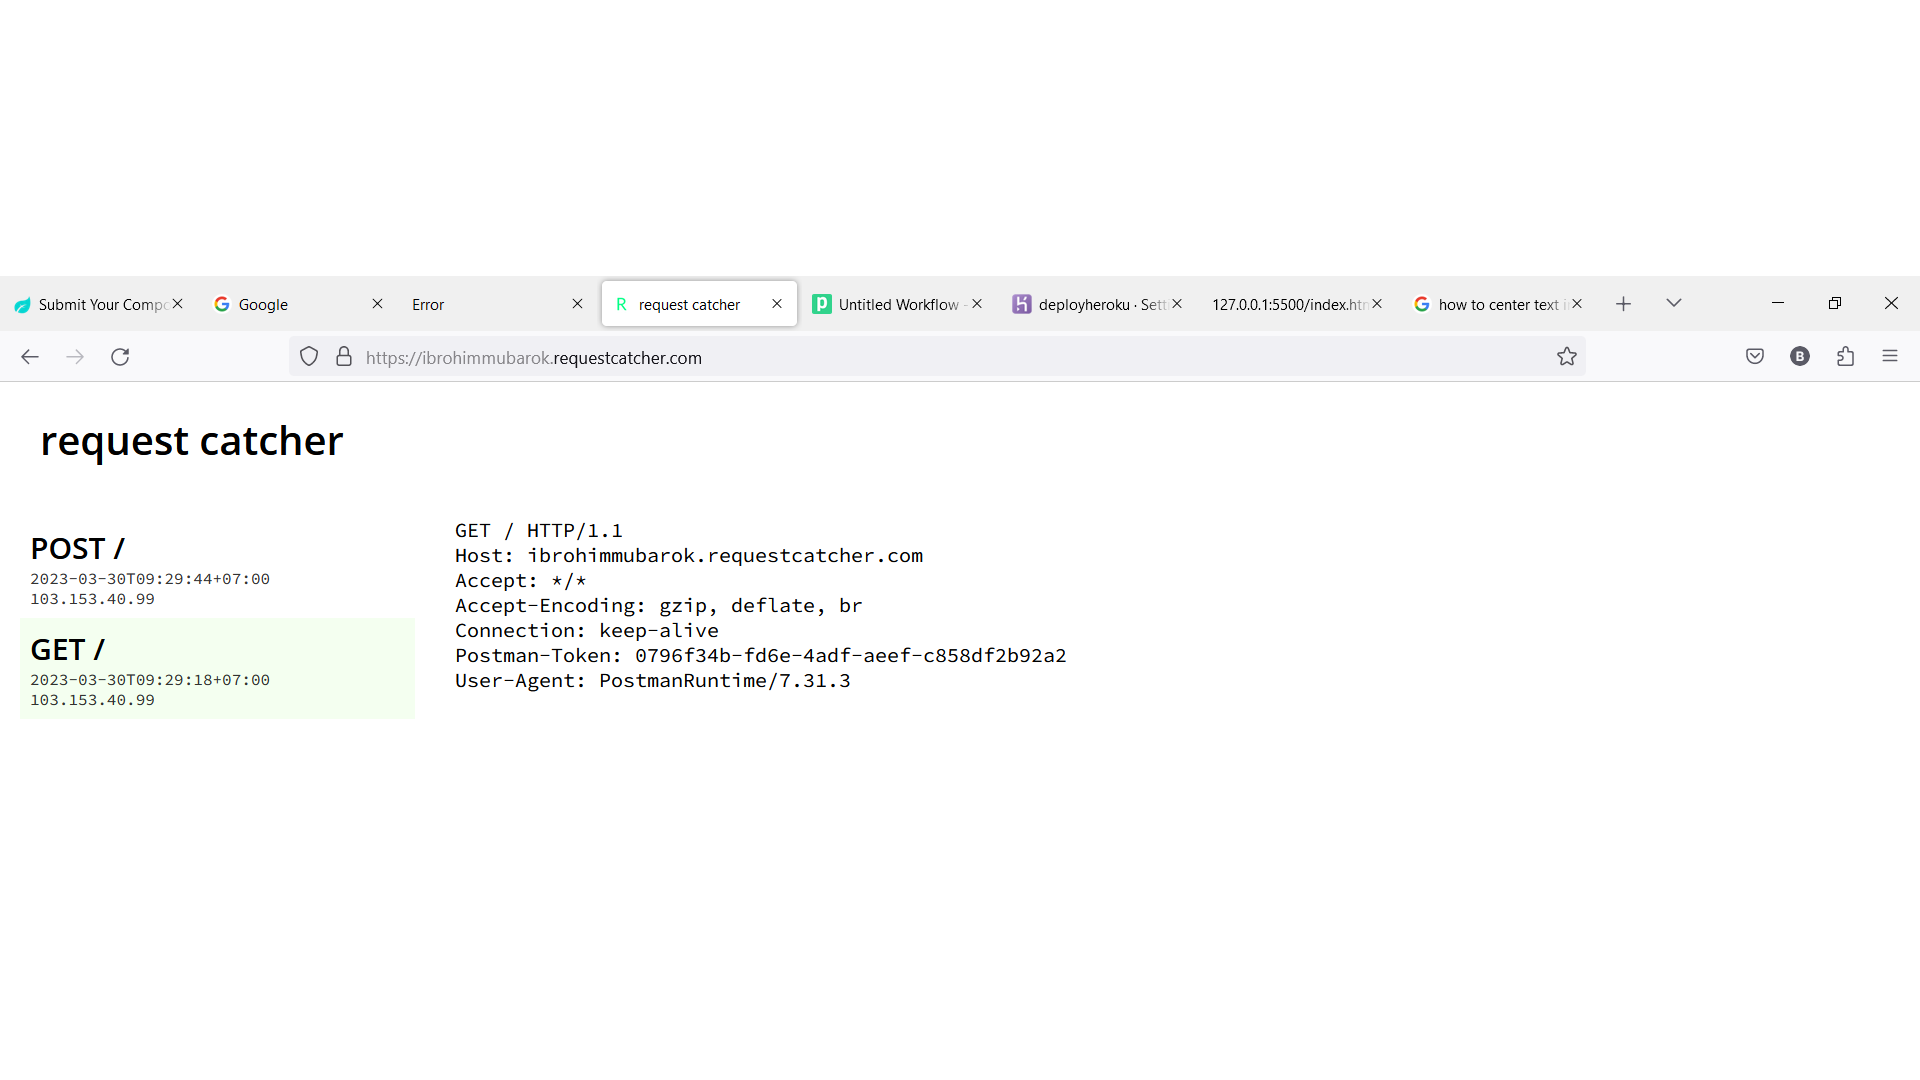 Submit Your Compo
Google
Error
R request catcher
Untitled Workflow -
deployheroku · Sett
127.0.0.1:5500/index.htm
how to center text i
B
https://ibrohimmubarok.requestcatcher.com
request catcher
POST /
2023-03-30T09:29:44+07:00
103.153.40.99
GET /
2023-03-30T09:29:18+07:00
103.153.40.99
GET / HTTP/1.1
Host: ibrohimmubarok.requestcatcher.com
Accept: */*
Accept-Encoding: gzip, deflate, br
Connection: keep-alive
Postman-Token: 0796f34b-fd6e-4adf-aeef-c858df2b92a2
User-Agent: PostmanRuntime/7.31.3